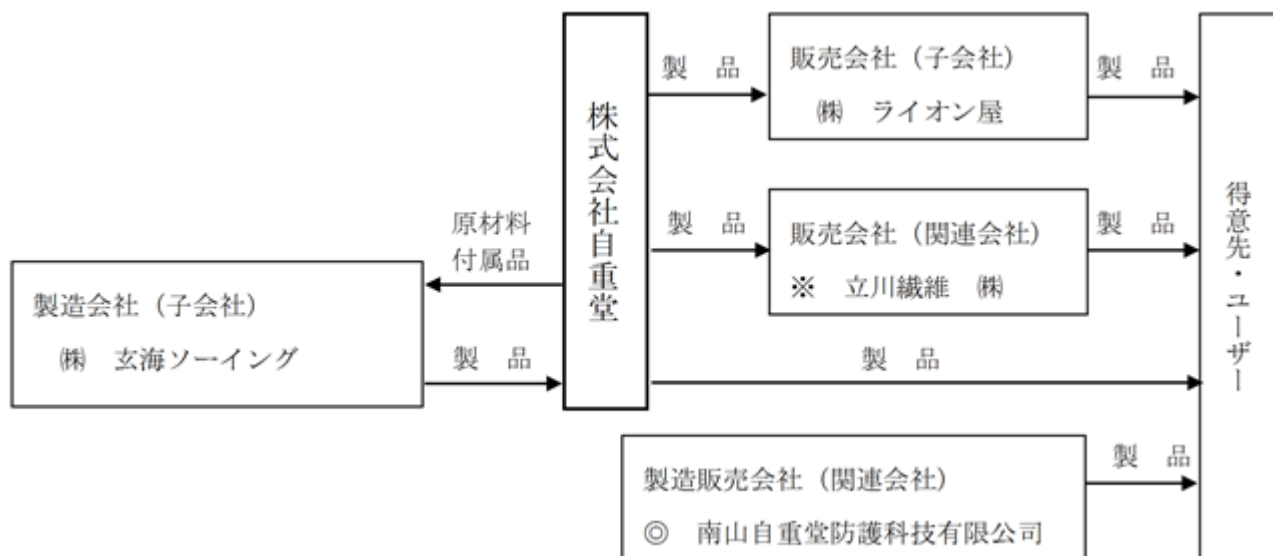 販売会社（子会社）
㈱　ライオン屋
製　品
製　品
株式会社自重堂
得意先・ユーザー
原材料
付属品
製　品
販売会社（関連会社）
※　立川繊維　㈱
製　品
製造会社（子会社）
㈱　玄海ソーイング
製　品
製　品
製造販売会社（関連会社）
◎　南山自重堂防護科技有限公司
製　品